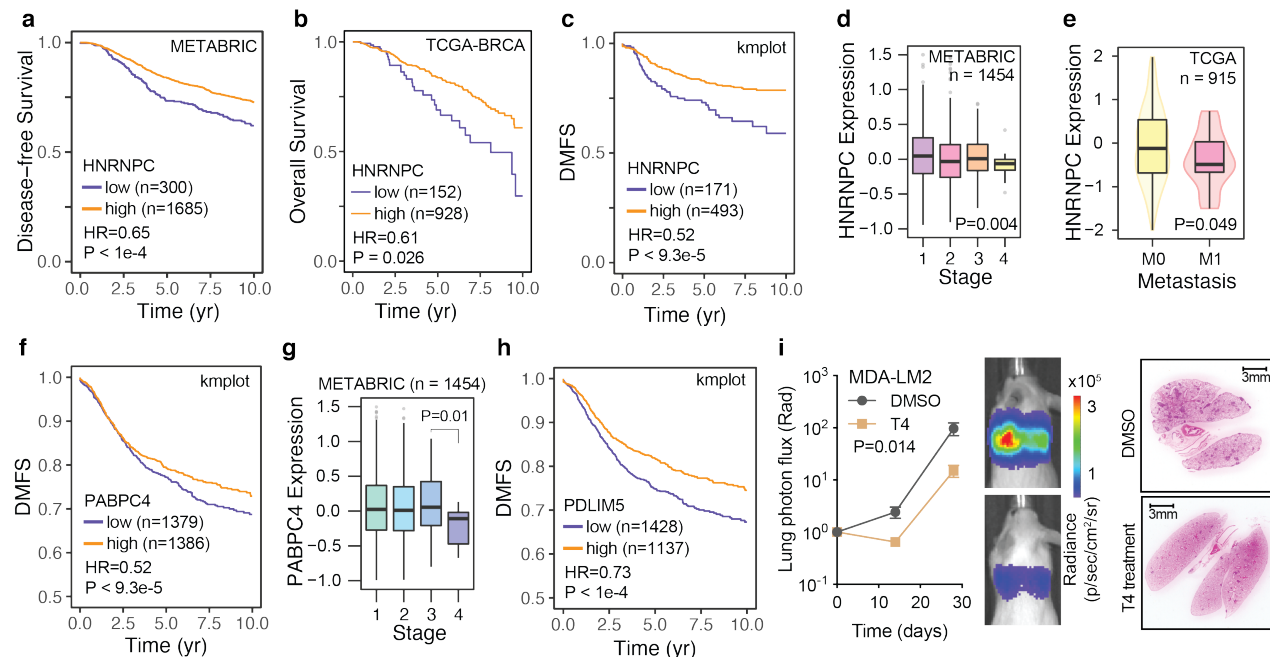 a
METABRIC
Disease−free Survival
1.0
0.5
0.0
HNRNPC
low (n=300)
high (n=1685)
HR=0.65
P < 1e-4
0.0 2.5 5.0 7.5 10.0
Time (yr)
b
TCGA-BRCA
Overall Survival
1.0
0.5
0.0
HNRNPC
low (n=152)
high (n=928)
HR=0.61
P = 0.026
0.0 2.5 5.0 7.5 10.0
Time (yr)
c
kmplot
DMFS
1.0
0.5
0.0
HNRNPC
low (n=171)
high (n=493)
HR=0.52
P < 9.3e-5
0.0 2.5 5.0 7.5 10.0
Time (yr)
d
METABRIC
n = 1454
HNRNPC Expression
1.5
1.0
0.5
0.0
−0.5
−1.0
P=0.004
1 2 3 4
Stage
e
TCGA
n = 915
HNRNPC Expression
2
1
0
−1
−2
P=0.049
M0 M1
Metastasis
f
kmplot
DMFS
1.0
0.9
0.8
0.7
0.6
0.5
PABPC4
low (n=1379)
high (n=1386)
HR=0.52
P < 9.3e-5
0.0 2.5 5.0 7.5 10.0
Time (yr)
g
METABRIC (n = 1454)
P=0.01
PABPC4 Expression
1.5
1.0
0.5
0.0
−0.5
−1.0
1 2 3 4
Stage
h
kmplot
DMFS
1.0
0.9
0.8
0.7
0.6
0.5
PDLIM5
low (n=1428)
high (n=1137)
HR=0.73
P < 1e-4
0.0 2.5 5.0 7.5 10.0
Time (yr)
i
MDA-LM2
DMSO
T4
P=0.014
Lung photon flux (Rad)
10³
10²
10¹
10⁰
10⁻¹
0 10 20 30
Time (days)
x10⁵
3
1
Radiance
(p/sec/cm²/sr)
DMSO
3mm
T4 treatment
3mm